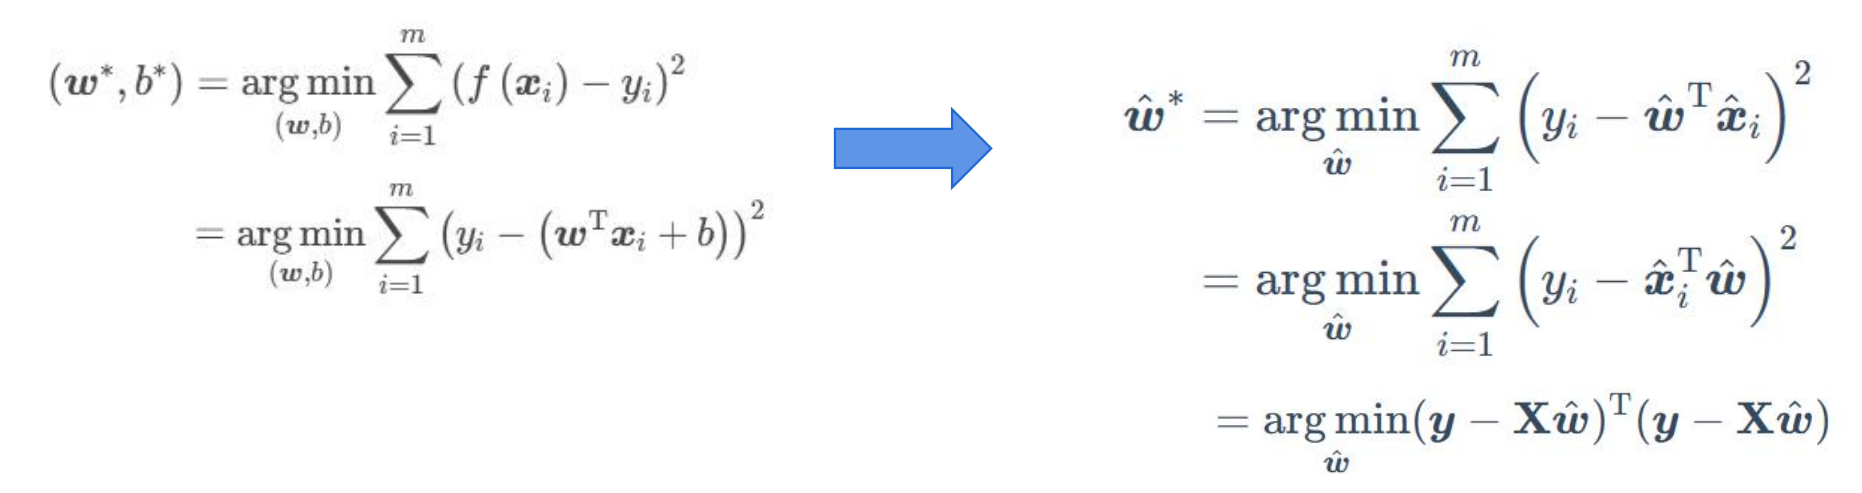 $(\boldsymbol{w}^*, b^*) = \underset{(\boldsymbol{w},b)}{\arg\min} \sum_{i=1}^{m} (f(\boldsymbol{x}_i) - y_i)^2$
$= \underset{(\boldsymbol{w},b)}{\arg\min} \sum_{i=1}^{m} (y_i - (\boldsymbol{w}^{\mathrm{T}} \boldsymbol{x}_i + b))^2$
$\hat{\boldsymbol{w}}^* = \underset{\hat{\boldsymbol{w}}}{\arg\min} \sum_{i=1}^{m} \left(y_i - \hat{\boldsymbol{w}}^{\mathrm{T}} \hat{\boldsymbol{x}}_i\right)^2$
$= \underset{\hat{\boldsymbol{w}}}{\arg\min} \sum_{i=1}^{m} \left(y_i - \hat{\boldsymbol{x}}_i^{\mathrm{T}} \hat{\boldsymbol{w}}\right)^2$
$= \underset{\hat{\boldsymbol{w}}}{\arg\min} (\boldsymbol{y} - \mathbf{X}\hat{\boldsymbol{w}})^{\mathrm{T}} (\boldsymbol{y} - \mathbf{X}\hat{\boldsymbol{w}})$